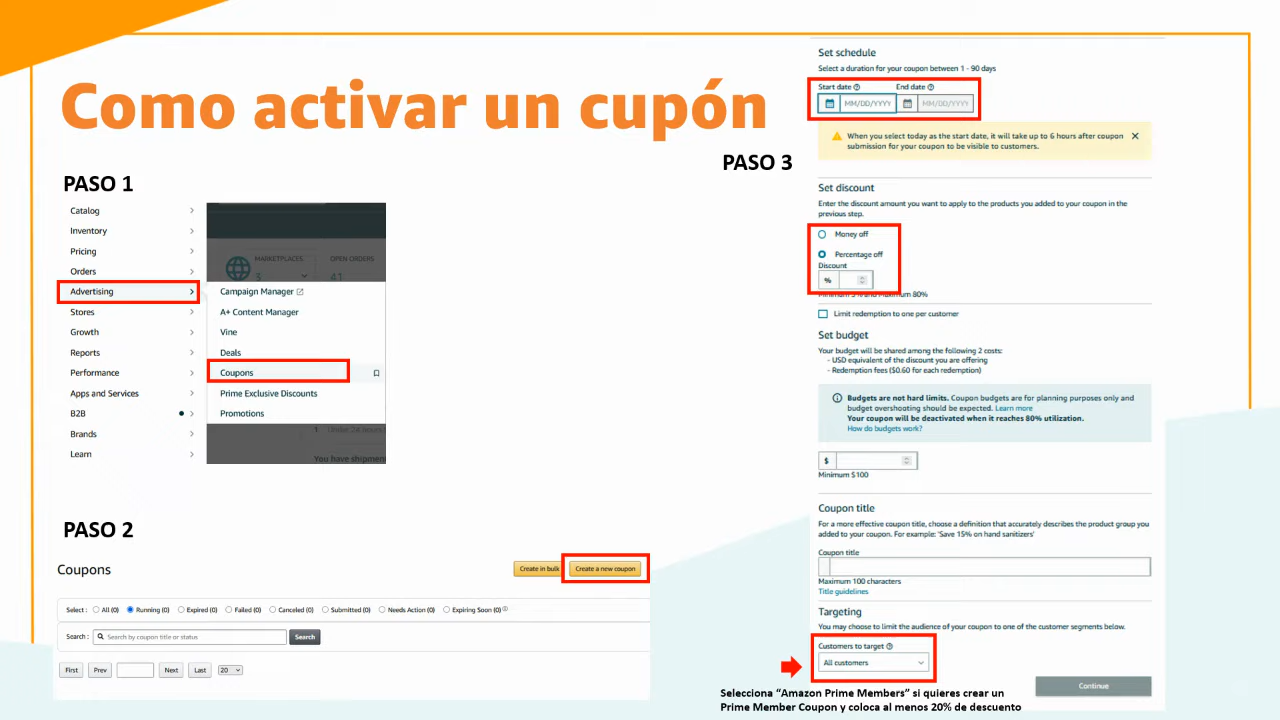 Como activar un cupón
PASO 1
Catalog
Inventory
Pricing
Orders
Advertising
Stores
Growth
Reports
Performance
Apps and Services
B2B
Brands
Learn
MARKETPLACES
OPEN ORDERS
3
41
Campaign Manager
A+ Content Manager
Vine
Deals
Coupons
Prime Exclusive Discounts
Promotions
You have shipmen
PASO 2
Coupons
Create in bulk
Create a new coupon
Select : All (0) Running (0) Expired (0) Failed (0) Canceled (0) Submitted (0) Needs Action (0) Expiring Soon (0)
Search : Search by coupon title or status Search
First Prev Next Last 20
PASO 3
Set schedule
Select a duration for your coupon between 1 - 90 days
Start date End date
MM/DD/YYYY MM/DD/YYYY
When you select today as the start date, it will take up to 6 hours after coupon
submission for your coupon to be visible to customers.
Set discount
Enter the discount amount you want to apply to the products you added to your coupon in the
previous step.
Money off
Percentage off
Discount
%
Minimum 5% and Maximum 80%
Limit redemption to one per customer
Set budget
Your budget will be shared among the following 2 costs:
- USD equivalent of the discount you are offering
- Redemption fees ($0.60 for each redemption)
Budgets are not hard limits. Coupon budgets are for planning purposes only and
budget overshooting should be expected. Learn more
Your coupon will be deactivated when it reaches 80% utilization.
How do budgets work?
$
Minimum $100
Coupon title
For a more effective coupon title, choose a definition that accurately describes the product group you
added to your coupon. For example: 'Save 15% on hand sanitizers'
Coupon title
Maximum 100 characters
Title guidelines
Targeting
You may choose to limit the audience of your coupon to one of the customer segments below.
Customers to target
All customers
Continue
Selecciona “Amazon Prime Members” si quieres crear un
Prime Member Coupon y coloca al menos 20% de descuento